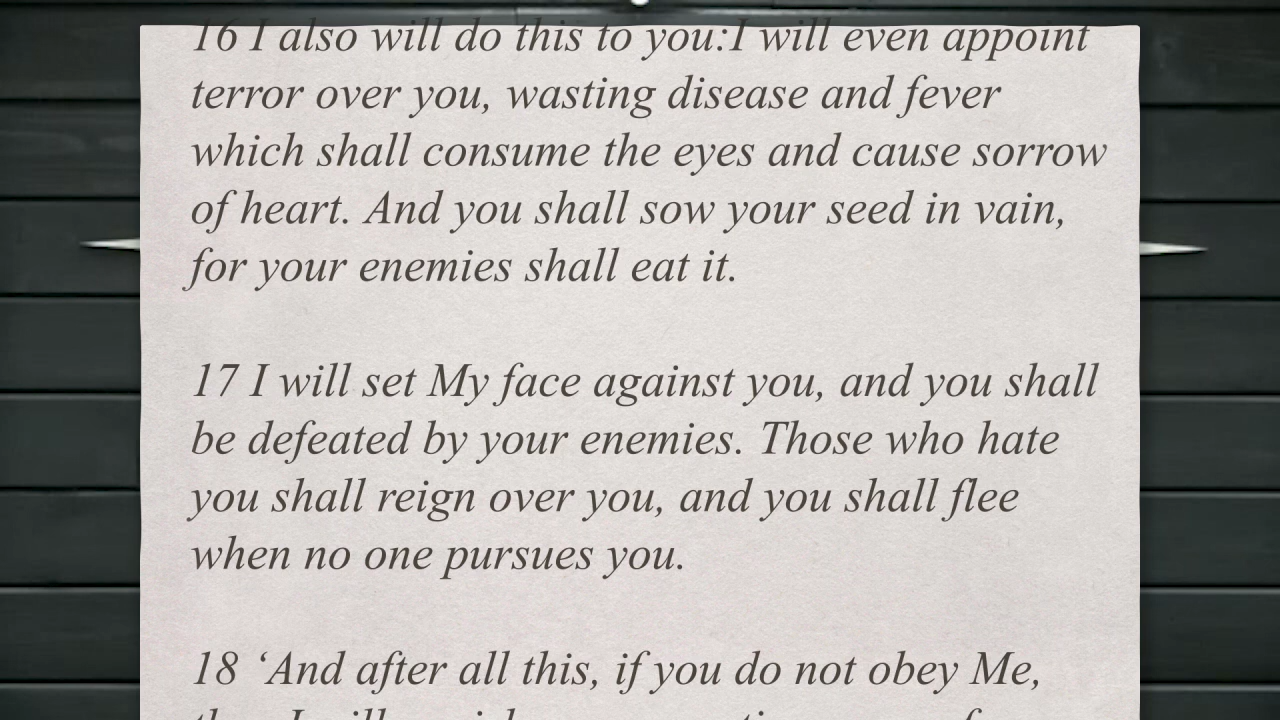 16 I also will do this to you:I will even appoint
terror over you, wasting disease and fever
which shall consume the eyes and cause sorrow
of heart. And you shall sow your seed in vain,
for your enemies shall eat it.
17 I will set My face against you, and you shall
be defeated by your enemies. Those who hate
you shall reign over you, and you shall flee
when no one pursues you.
18 ‘And after all this, if you do not obey Me,